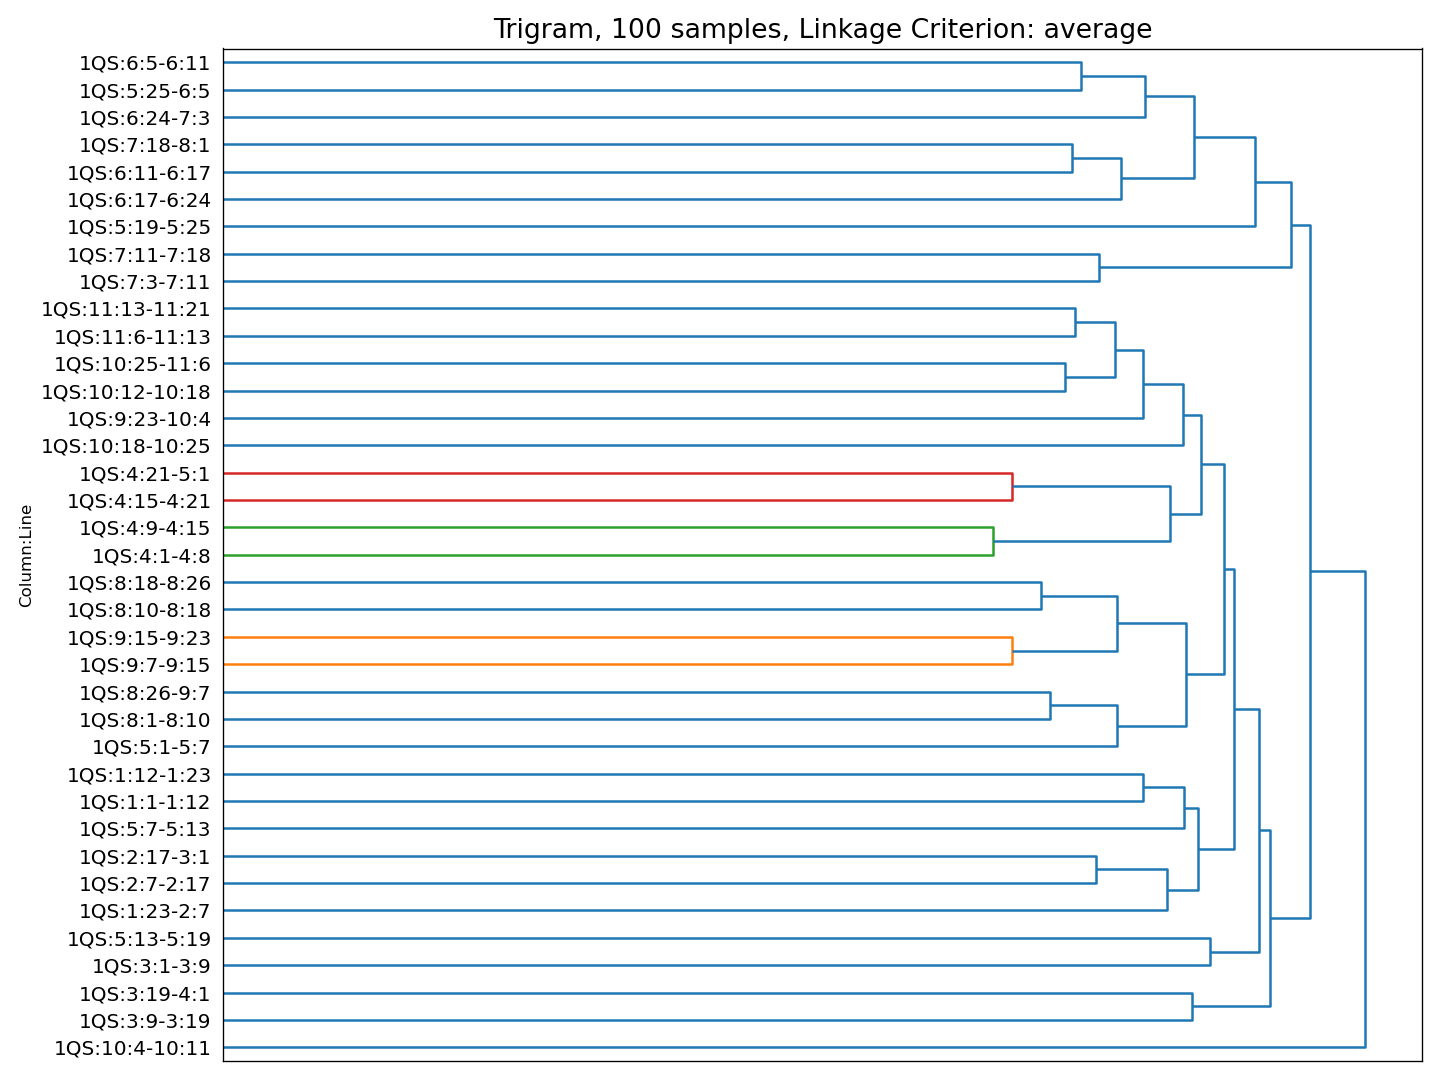 Trigram, 100 samples, Linkage Criterion: average
1QS:6:5-6:11
1QS:5:25-6:5
1QS:6:24-7:3
1QS:7:18-8:1
1QS:6:11-6:17
1QS:6:17-6:24
1QS:5:19-5:25
1QS:7:11-7:18
1QS:7:3-7:11
1QS:11:13-11:21
1QS:11:6-11:13
1QS:10:25-11:6
1QS:10:12-10:18
1QS:9:23-10:4
1QS:10:18-10:25
1QS:4:21-5:1
1QS:4:15-4:21
1QS:4:9-4:15
1QS:4:1-4:8
1QS:8:18-8:26
1QS:8:10-8:18
1QS:9:15-9:23
1QS:9:7-9:15
1QS:8:26-9:7
1QS:8:1-8:10
1QS:5:1-5:7
1QS:1:12-1:23
1QS:1:1-1:12
1QS:5:7-5:13
1QS:2:17-3:1
1QS:2:7-2:17
1QS:1:23-2:7
1QS:5:13-5:19
1QS:3:1-3:9
1QS:3:19-4:1
1QS:3:9-3:19
1QS:10:4-10:11
Column:Line